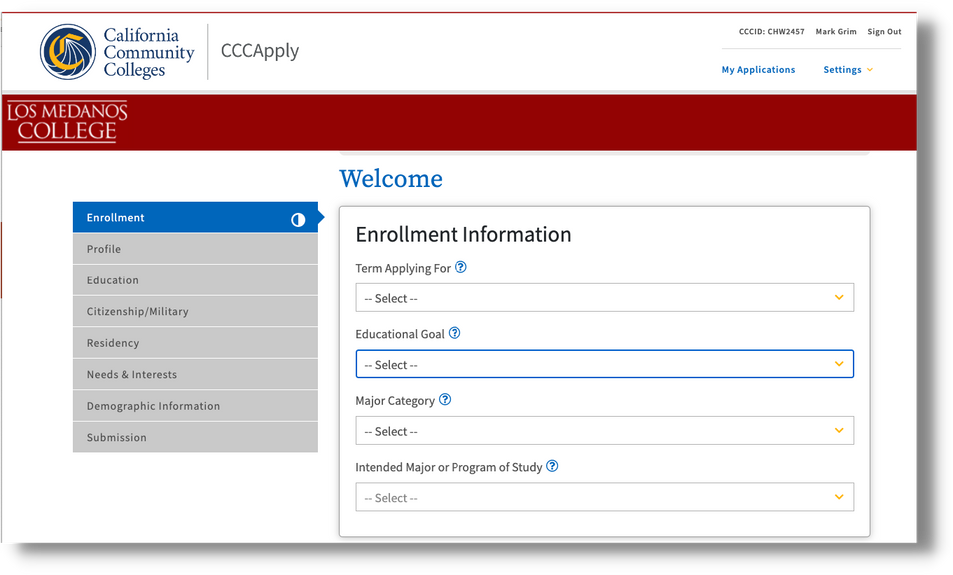 California
Community
Colleges
CCCApply
CCCID: CHW2457 Mark Grim Sign Out
My Applications Settings
LOS MEDANOS
COLLEGE
Welcome
Enrollment
Profile
Education
Citizenship/Military
Residency
Needs & Interests
Demographic Information
Submission
Enrollment Information
Term Applying For ?
-- Select --
Educational Goal ?
-- Select --
Major Category ?
-- Select --
Intended Major or Program of Study ?
-- Select --